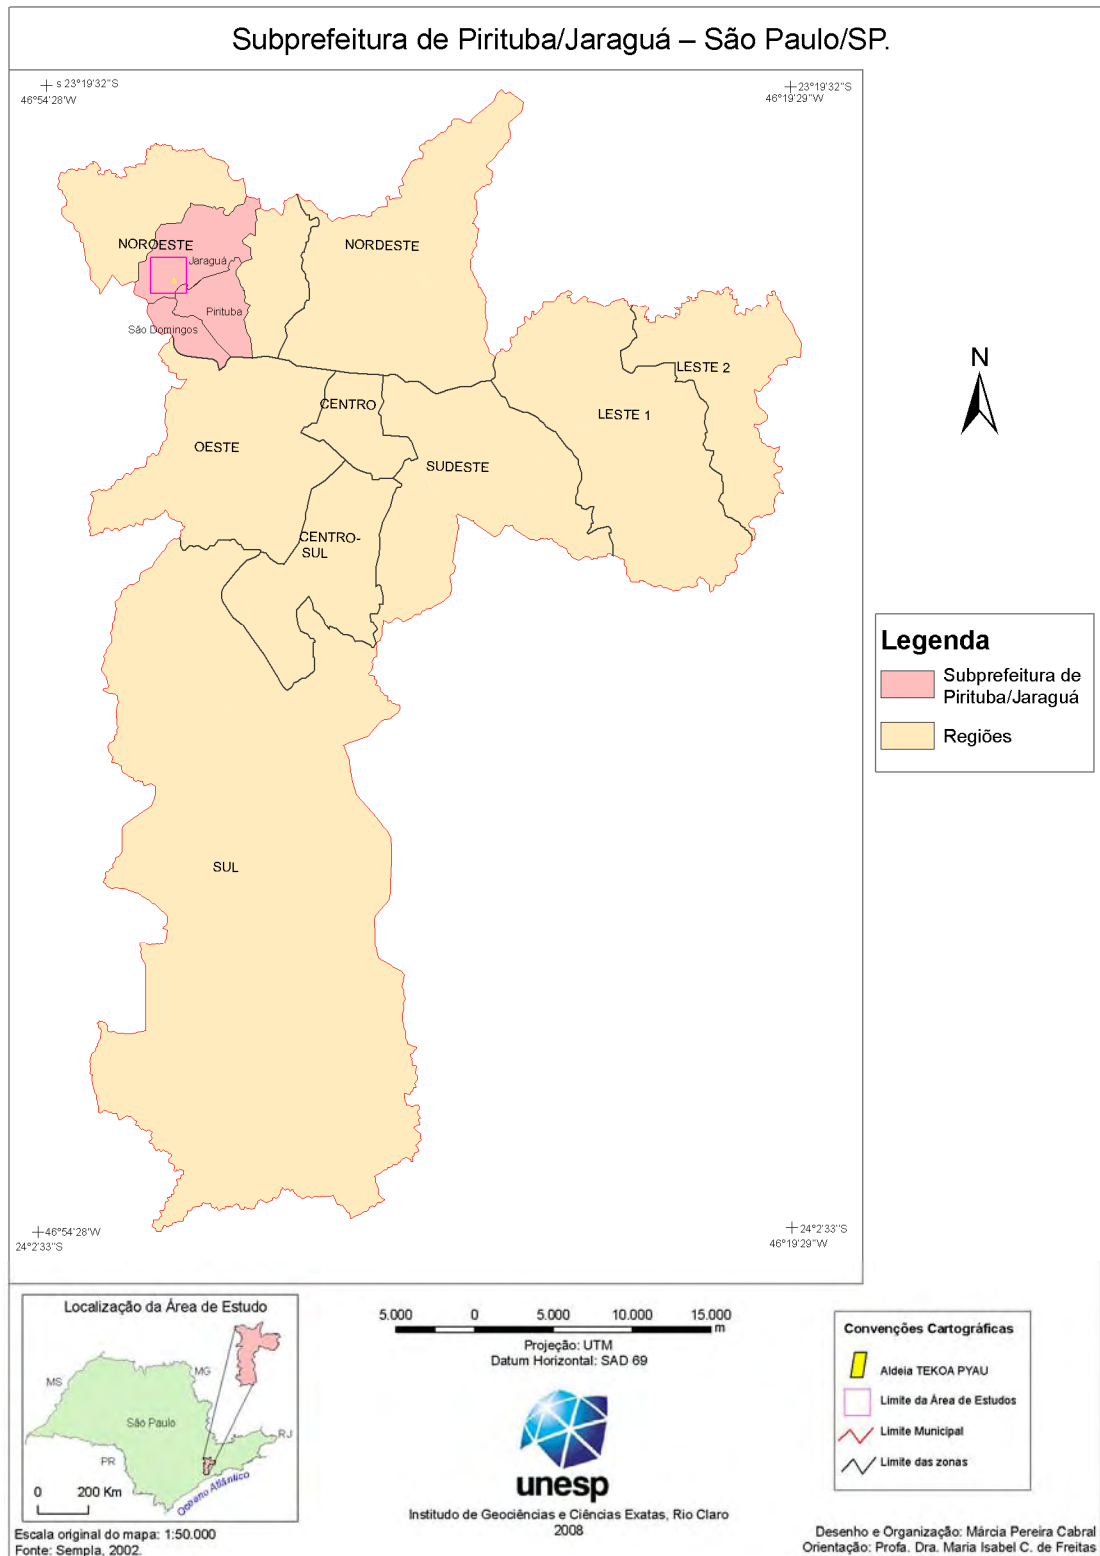 Subprefeitura de Pirituba/Jaraguá – São Paulo/SP.
s 23°19'32"S
46°54'28'W
23°19'32"S
46°19'29"W
NOROESTE
NORDESTE
Jaraguá
Pirituba
São Domingos
LESTE 2
CENTRO
LESTE 1
OESTE
SUDESTE
CENTRO-
SUL
N
Legenda
Subprefeitura de
Pirituba/Jaraguá
Regiões
SUL
46°54'28'W
24°2'33"S
24°2'33"S
46°19'29"W
Localização da Área de Estudo
MS
MG
São Paulo
RJ
PR
Oceano Atlântico
0 200 Km
Escala original do mapa: 1:50.000
Fonte: Sempla, 2002.
5.000 0 5.000 10.000 15.000
m
Projeção: UTM
Datum Horizontal: SAD 69
unesp
Institudo de Geociências e Ciências Exatas, Rio Claro
2008
Convenções Cartográficas
Aldeia TEKOA PYAU
Limite da Área de Estudos
Limite Municipal
Limite das zonas
Desenho e Organização: Márcia Pereira Cabral
Orientação: Profa. Dra. Maria Isabel C. de Freitas